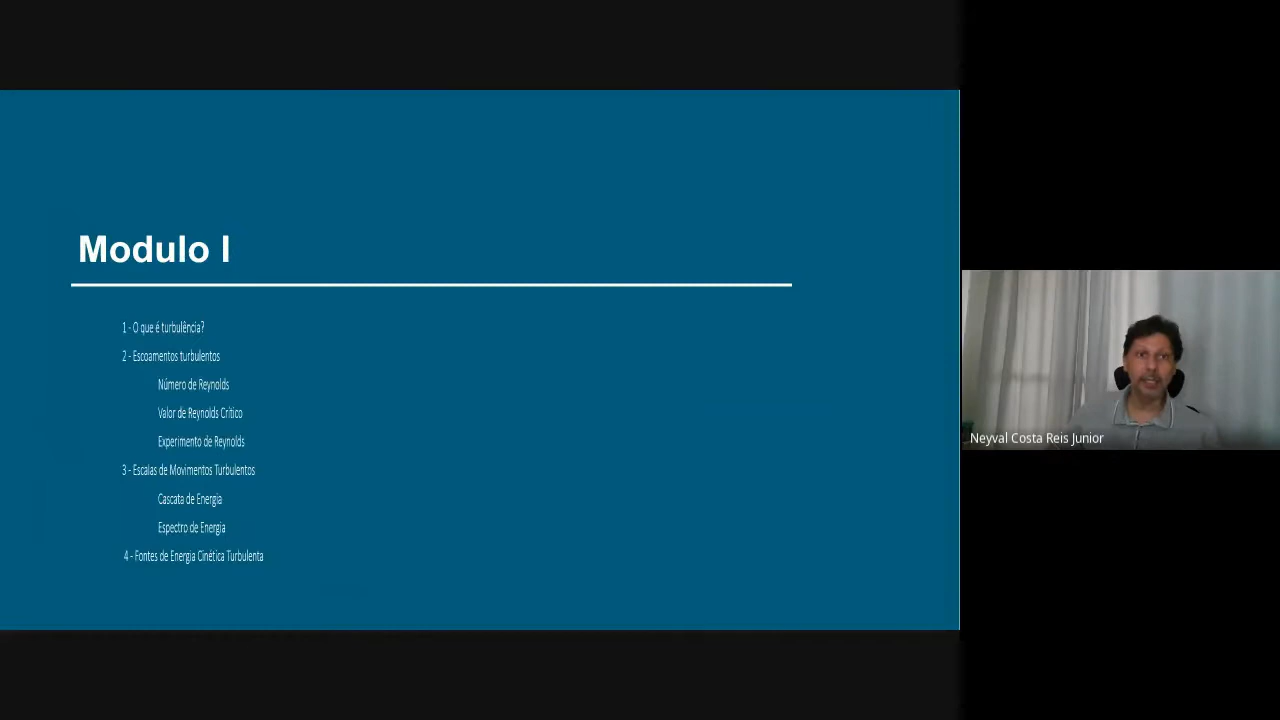 Modulo I
1 - O que é turbulência?
2 - Escoamentos turbulentos
Número de Reynolds
Valor de Reynolds Crítico
Experimento de Reynolds
3 - Escalas de Movimentos Turbulentos
Cascata de Energia
Espectro de Energia
4 - Fontes de Energia Cinética Turbulenta
Neyval Costa Reis Junior